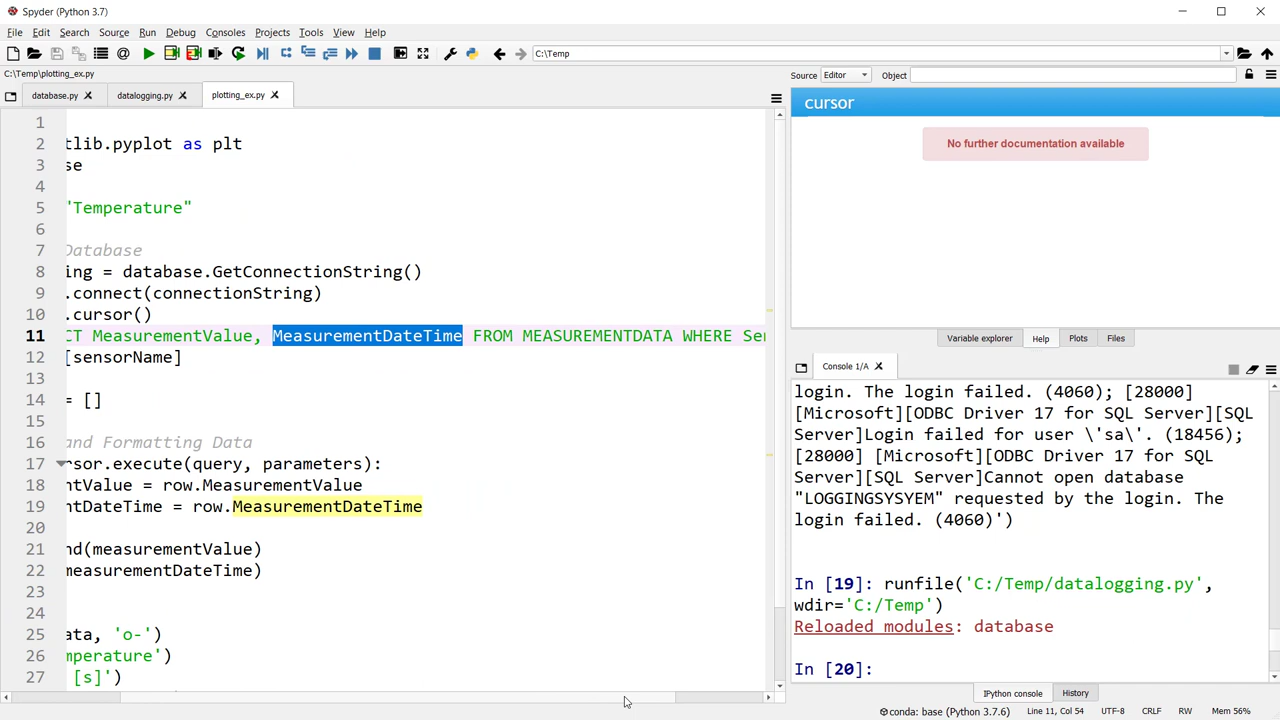 Spyder (Python 3.7)
File Edit Search Source Run Debug Consoles Projects Tools View Help
C:\Temp
C:\Temp\plotting_ex.py
Source Editor Object
database.py datalogging.py plotting_ex.py
cursor
No further documentation available
1
2 tlib.pyplot as plt
3 se
4
5 "Temperature"
6
7 Database
8 ing = database.GetConnectionString()
9 .connect(connectionString)
10 .cursor()
11 CT MeasurementValue, MeasurementDateTime FROM MEASUREMENTDATA WHERE Sen
12 [sensorName]
13
14 = []
15
16 and Formatting Data
17 rsor.execute(query, parameters):
18 ntValue = row.MeasurementValue
19 ntDateTime = row.MeasurementDateTime
20
21 nd(measurementValue)
22 measurementDateTime)
23
24
25 ata, 'o-')
26 mperature')
27 [s]')
Variable explorer Help Plots Files
Console 1/A
login. The login failed. (4060); [28000]
[Microsoft][ODBC Driver 17 for SQL Server][SQL
Server]Login failed for user \'sa\'. (18456);
[28000] [Microsoft][ODBC Driver 17 for SQL
Server][SQL Server]Cannot open database
"LOGGINGSYSYEM" requested by the login. The
login failed. (4060)')
In [19]: runfile('C:/Temp/datalogging.py',
wdir='C:/Temp')
Reloaded modules: database
In [20]:
IPython console History
conda: base (Python 3.7.6) Line 11, Col 54 UTF-8 CRLF RW Mem 56%